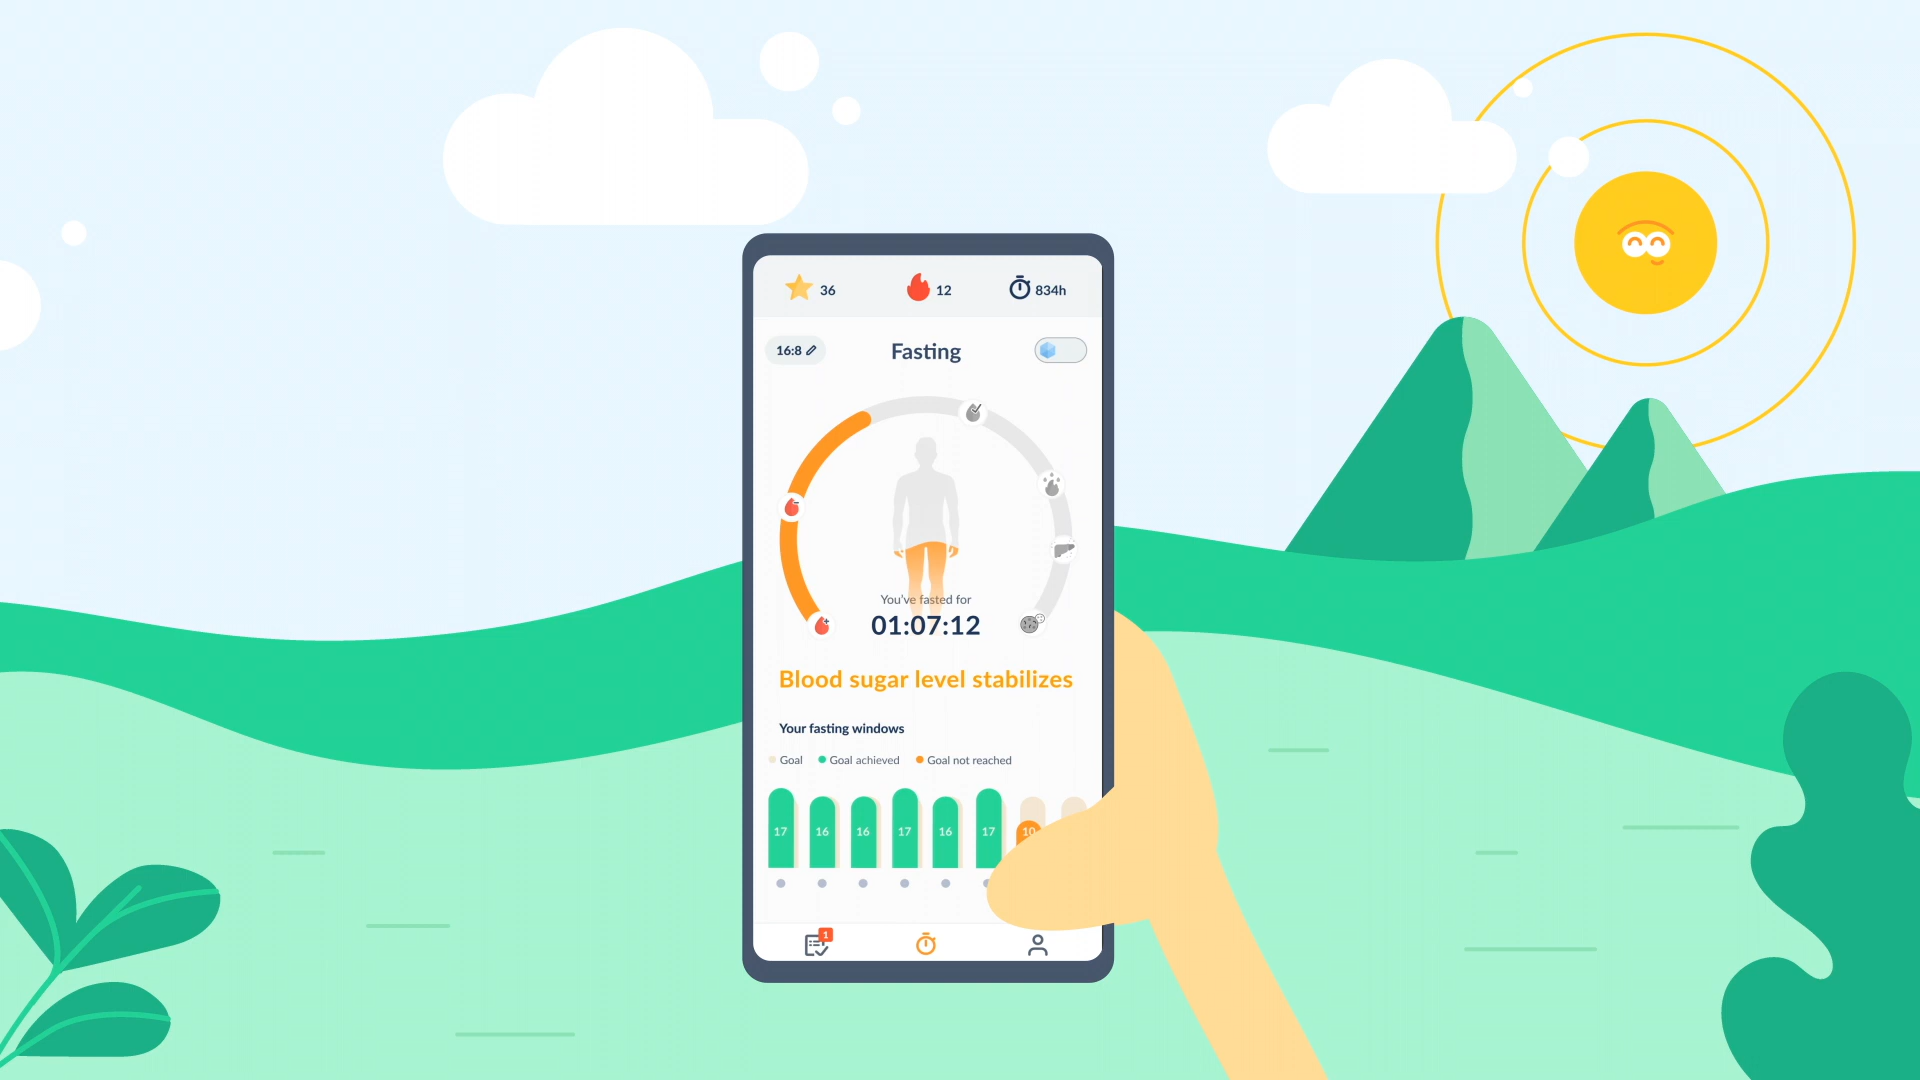 36 12 834h
16:8 Fasting
You've fasted for
01:07:12
Blood sugar level stabilizes
Your fasting windows
Goal Goal achieved Goal not reached
17 16 16 17 16 17 10
1